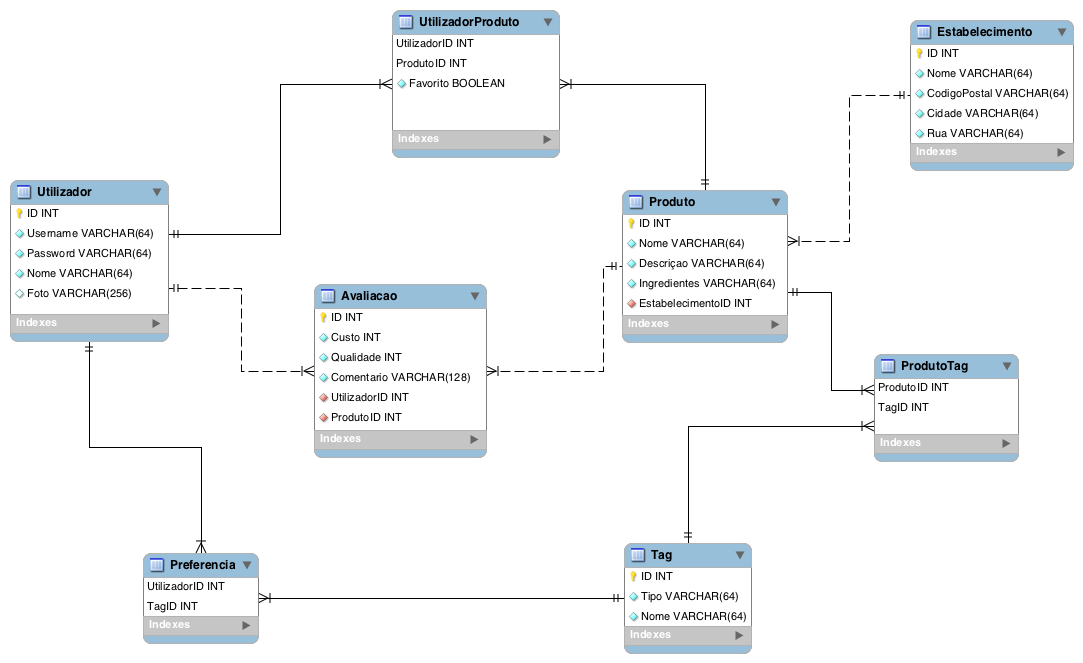 UtilizadorProduto
UtilizadorID INT
ProdutoID INT
Favorito BOOLEAN
Indexes
Estabelecimento
ID INT
Nome VARCHAR(64)
CodigoPostal VARCHAR(64)
Cidade VARCHAR(64)
Rua VARCHAR(64)
Indexes
Utilizador
ID INT
Username VARCHAR(64)
Password VARCHAR(64)
Nome VARCHAR(64)
Foto VARCHAR(256)
Indexes
Produto
ID INT
Nome VARCHAR(64)
Descriçao VARCHAR(64)
Ingredientes VARCHAR(64)
EstabelecimentoID INT
Indexes
Avaliacao
ID INT
Custo INT
Qualidade INT
Comentario VARCHAR(128)
UtilizadorID INT
ProdutoID INT
Indexes
ProdutoTag
ProdutoID INT
TagID INT
Indexes
Preferencia
UtilizadorID INT
TagID INT
Indexes
Tag
ID INT
Tipo VARCHAR(64)
Nome VARCHAR(64)
Indexes